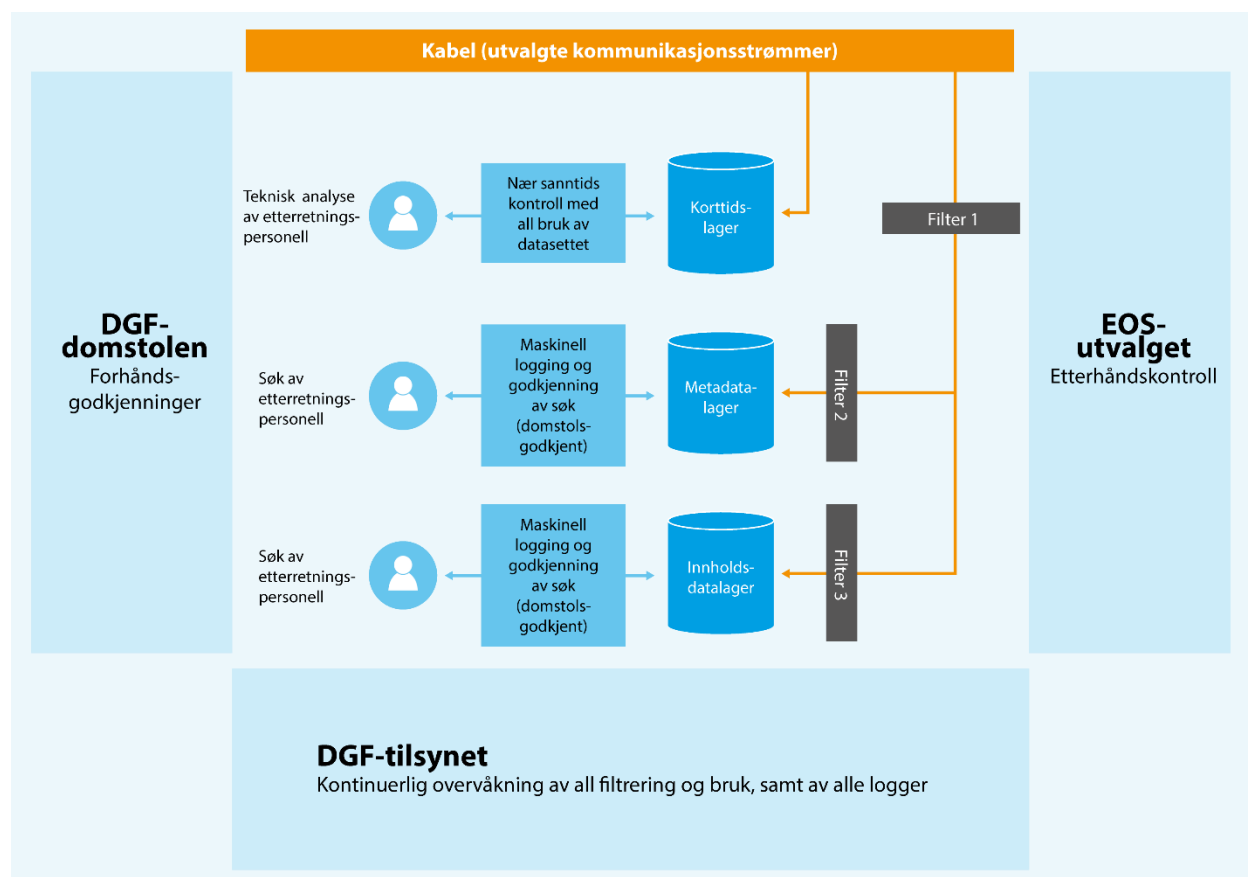 Kabel (utvalgte kommunikasjonsstrømmer)
DGF-
domstolen
Forhånds-
godkjenninger
Teknisk analyse
av etterretnings-
personell
Nær sanntids
kontroll med
all bruk av
datasettet
Korttids-
lager
Filter 1
Søk av
etterretnings-
personell
Maskinell
logging og
godkjenning
av søk
(domstols-
godkjent)
Metadata-
lager
Filter 2
Søk av
etterretnings-
personell
Maskinell
logging og
godkjenning
av søk
(domstols-
godkjent)
Innholds-
datalager
Filter 3
EOS-
utvalget
Etterhåndskontroll
DGF-tilsynet
Kontinuerlig overvåkning av all filtrering og bruk, samt av alle logger